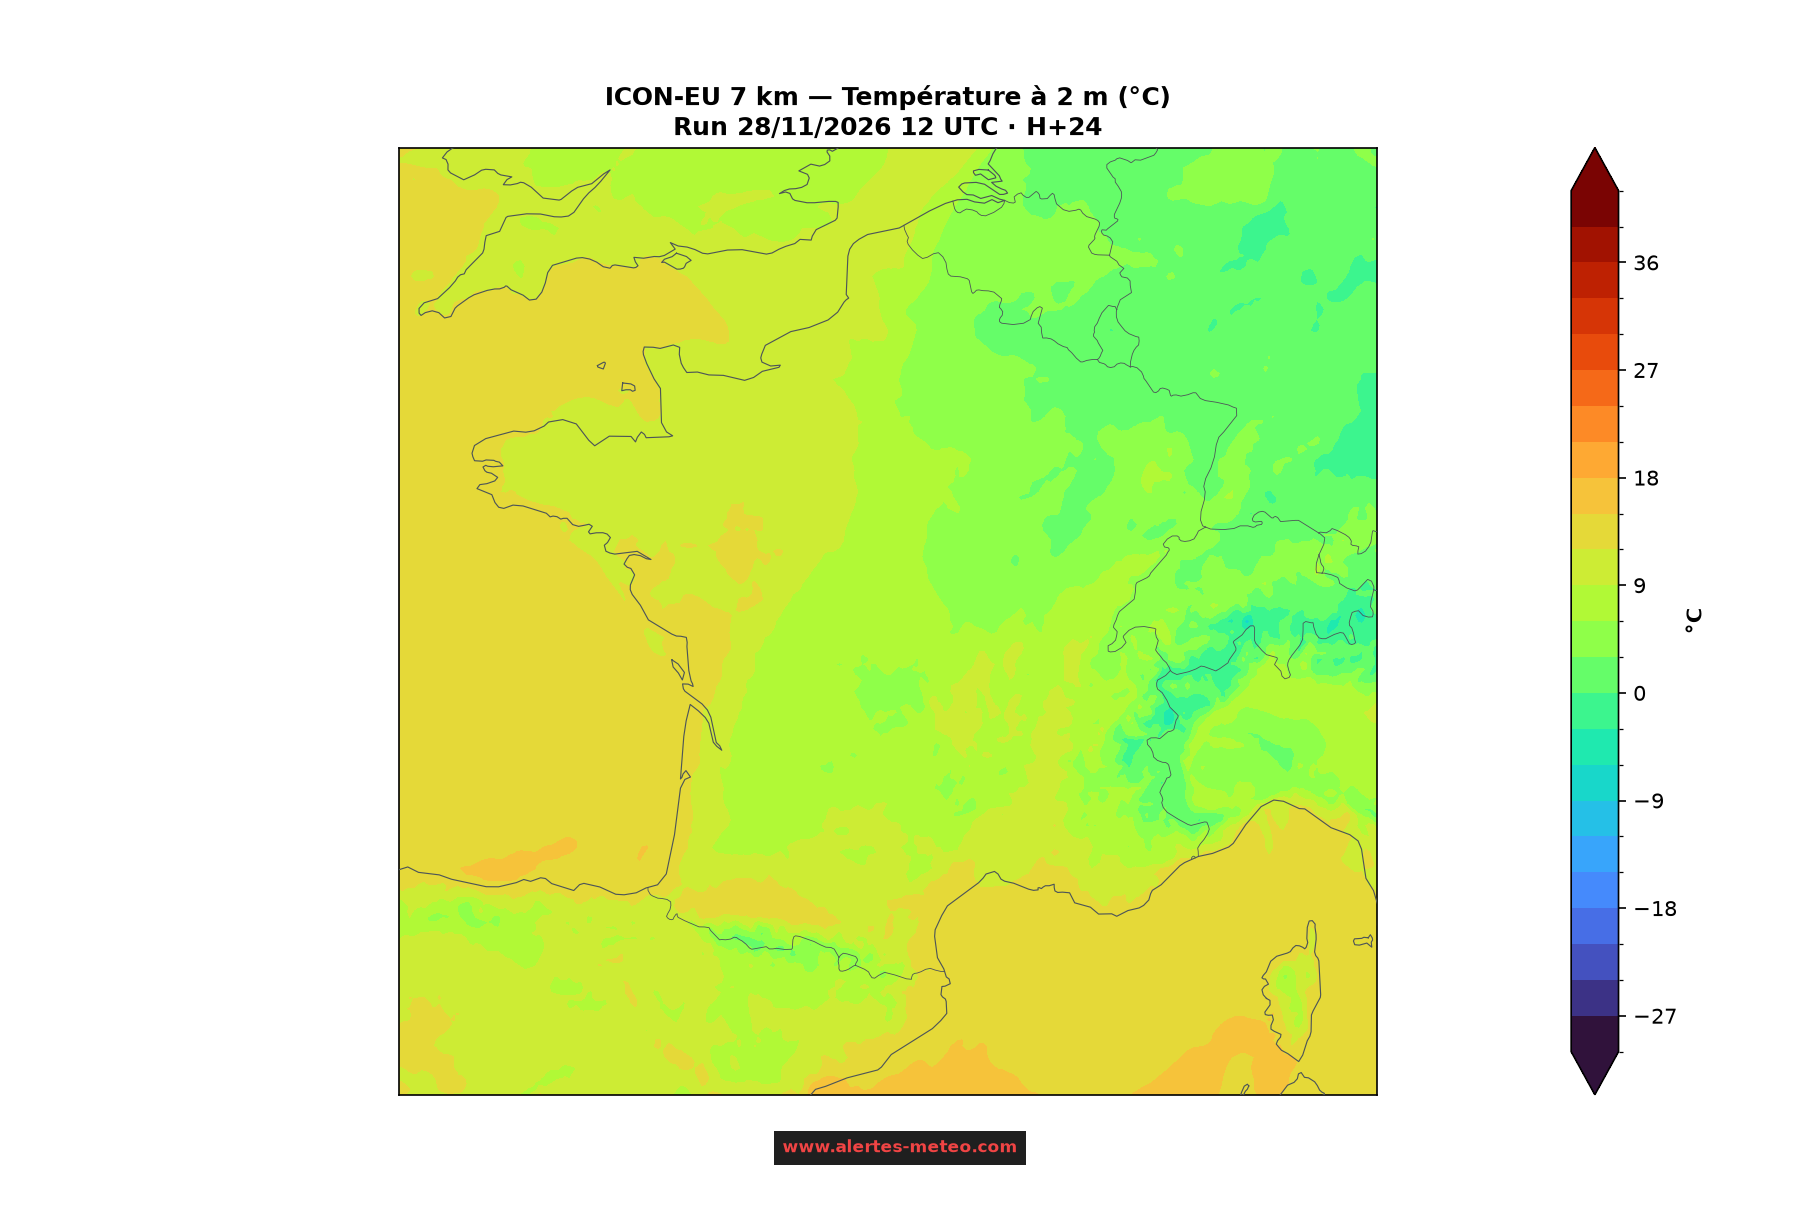 ICON-EU 7 km — Température à 2 m (°C)
Run 28/11/2026 12 UTC · H+24
36
27
18
9
0
−9
−18
−27
°C
www.alertes-meteo.com